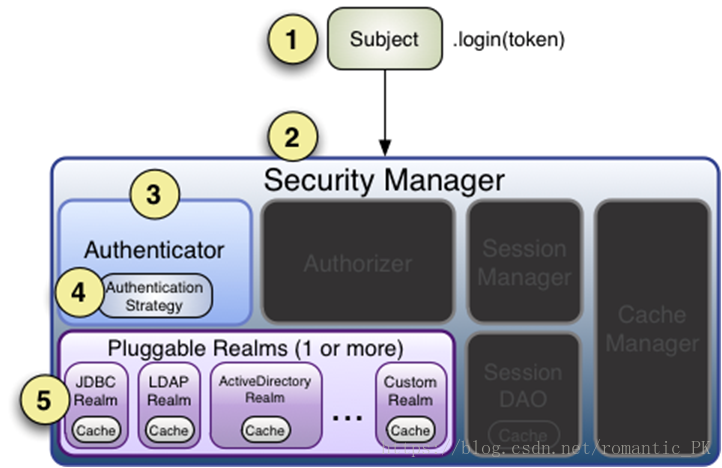 1
Subject
.login(token)
2
Security Manager
3
Authenticator
4
Authentication
Strategy
Authorizer
Session
Manager
Cache
Manager
Pluggable Realms (1 or more)
5
JDBC
Realm
Cache
LDAP
Realm
Cache
ActiveDirectory
Realm
Cache
...
Custom
Realm
Cache
Session
DAO
Cache
https://blog.csdn.net/romantic_PK